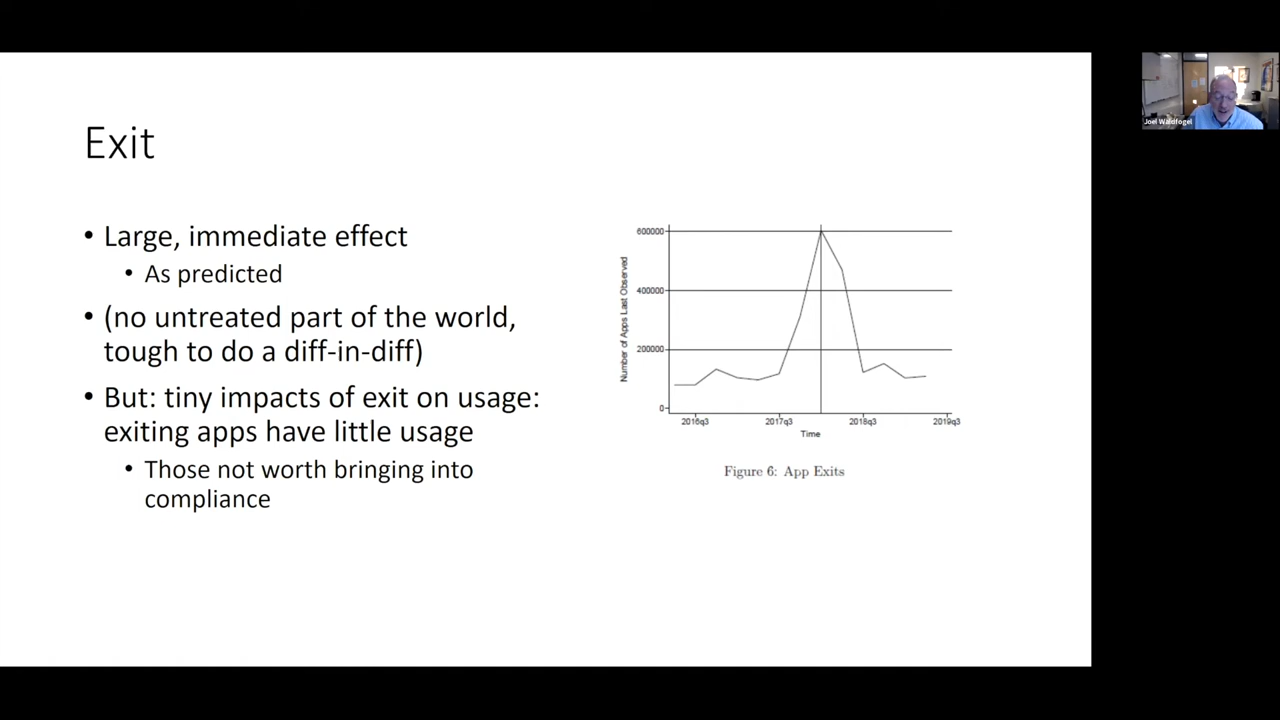 Exit
• Large, immediate effect
• As predicted
• (no untreated part of the world,
tough to do a diff-in-diff)
• But: tiny impacts of exit on usage:
exiting apps have little usage
• Those not worth bringing into
compliance
Number of Apps Last Observed
600000
400000
200000
0
2016q3 2017q3 2018q3 2019q3
Time
Figure 6: App Exits
Joel Waldfogel